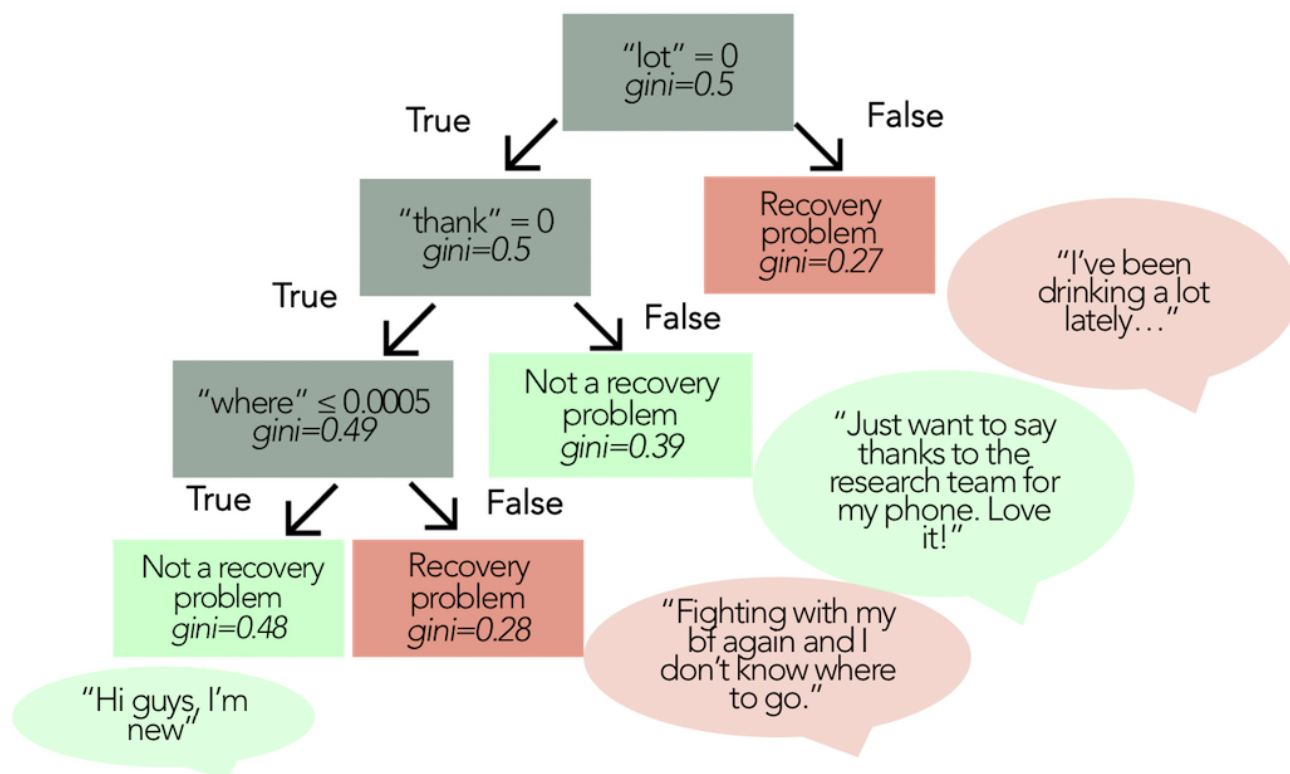 “lot” = 0
gini=0.5
True
False
“thank” = 0
gini=0.5
Recovery
problem
gini=0.27
“I’ve been
drinking a lot
lately…”
True
False
“where” ≤ 0.0005
gini=0.49
Not a recovery
problem
gini=0.39
“Just want to say
thanks to the
research team for
my phone. Love
it!”
True
False
Not a recovery
problem
gini=0.48
Recovery
problem
gini=0.28
“Fighting with my
bf again and I
don’t know where
to go.”
“Hi guys, I’m
new”